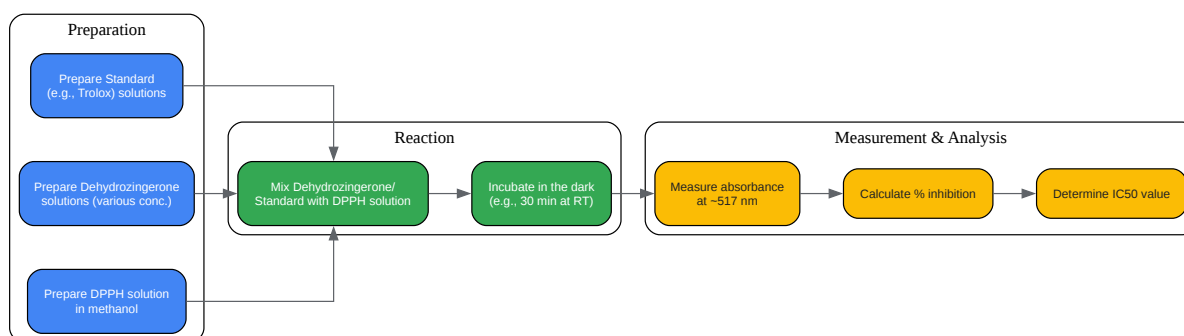 Preparation
Prepare Standard
(e.g., Trolox) solutions
Prepare Dehydrozingerone
solutions (various conc.)
Prepare DPPH solution
in methanol
Reaction
Mix Dehydrozingerone/
Standard with DPPH solution
Incubate in the dark
(e.g., 30 min at RT)
Measurement & Analysis
Measure absorbance
at ~517 nm
Calculate % inhibition
Determine IC50 value